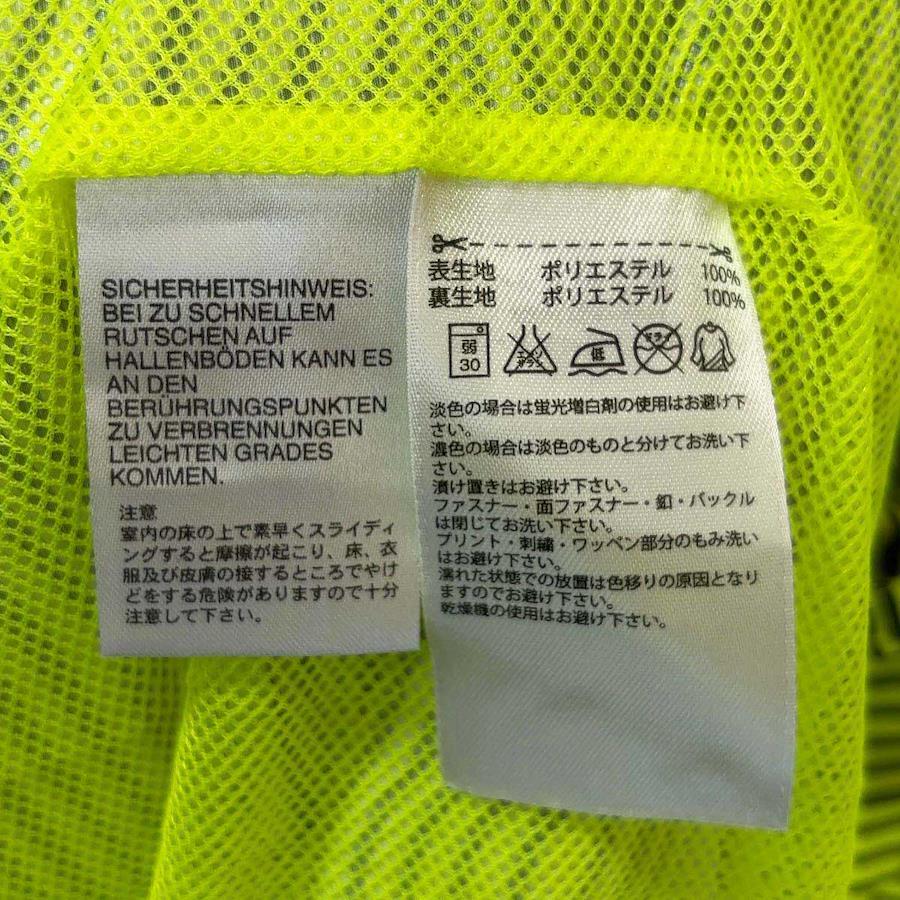 SICHERHEITSHINWEIS:
BEI ZU SCHNELLEM
RUTSCHEN AUF
HALLENBÖDEN KANN ES
AN DEN
BERÜHRUNGSPUNKTEN
ZU VERBRENNUNGEN
LEICHTEN GRADES
KOMMEN.
注意
室内の床の上で素早くスライディ
ングすると摩擦が起こり、床、衣
服及び皮膚の接するところでやけ
どをする危険がありますので十分
注意して下さい。
表生地 ポリエステル 100%
裏生地 ポリエステル 100%
弱
30
エンソ
サラシ
低
ドライ
淡色の場合は蛍光増白剤の使用はお避け下
さい。
濃色の場合は淡色のものと分けてお洗い下
さい。
漬け置きはお避け下さい。
ファスナー・面ファスナー・釦・バックル
は閉じてお洗い下さい。
プリント・刺繍・ワッペン部分のもみ洗い
はお避け下さい。
濡れた状態での放置は色移りの原因となり
ますのでお避け下さい。
乾燥機の使用はお避け下さい。